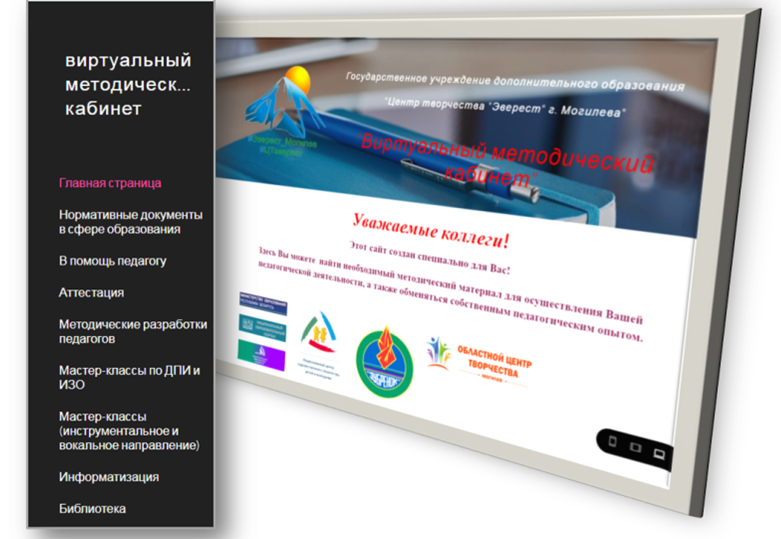 виртуальный
методическ...
кабинет
Главная страница
Нормативные документы
в сфере образования
В помощь педагогу
Аттестация
Методические разработки
педагогов
Мастер-классы по ДПИ и
ИЗО
Мастер-классы
(инструментальное и
вокальное направление)
Информатизация
Библиотека
Государственное учреждение дополнительного образования
"Центр творчества "Эверест" г. Могилева"
"Виртуальный методический
кабинет"
Уважаемые коллеги!
Этот сайт создан специально для Вас!
Здесь Вы можете найти необходимый методический материал для осуществления Вашей
педагогической деятельности, а также обменяться собственным педагогическим опытом.
ЗУБРЕНОК
ОБЛАСТНОЙ ЦЕНТР
ТВОРЧЕСТВА